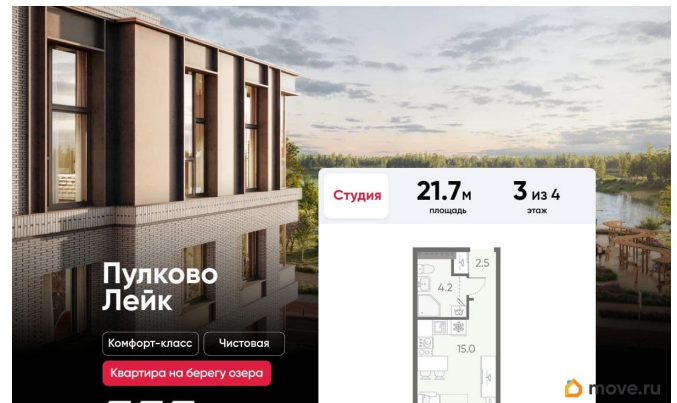 Студия
21.7м
площадь
3 из 4
этаж
Пулково
Лейк
Комфорт-класс
Чистовая
Квартира на берегу озера
2.5
4.2
15.0
move.ru